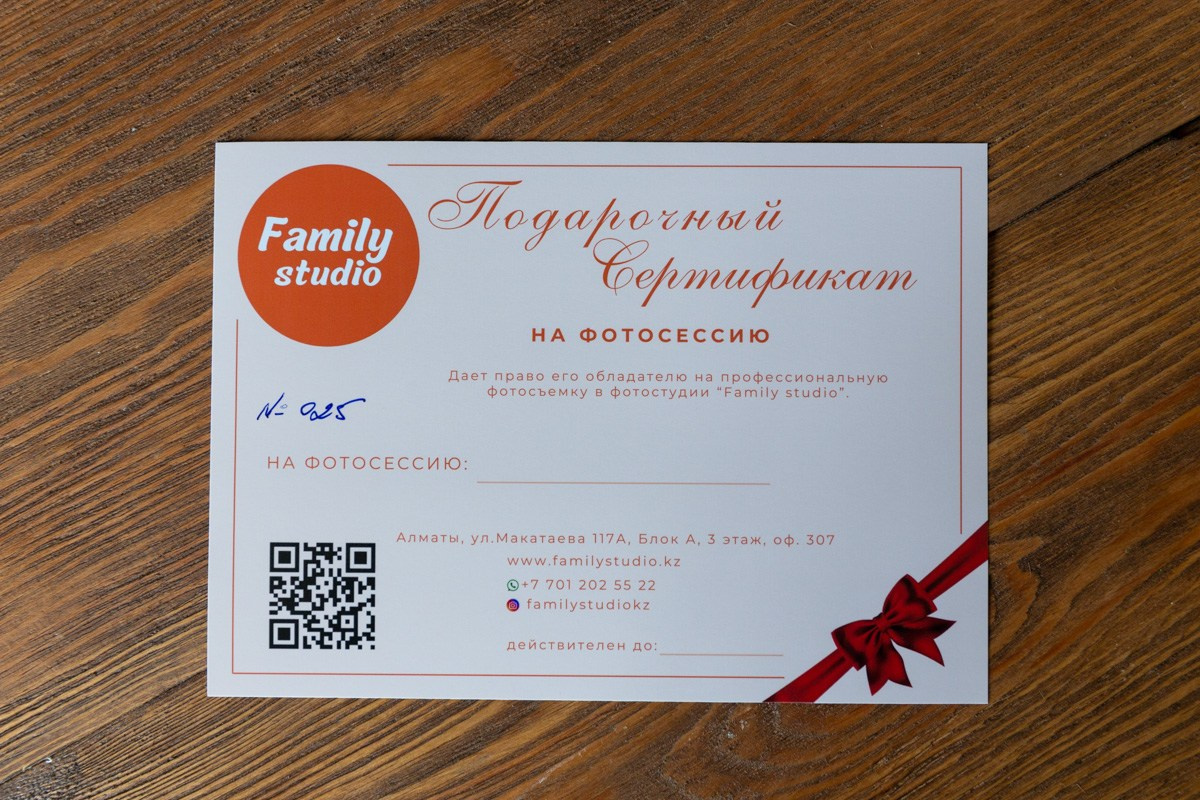 Family
studio
Подарочный
Сертификат
НА ФОТОСЕССИЮ
Дает право его обладателю на профессиональную
фотосъемку в фотостудии “Family studio”.
№ 025
НА ФОТОСЕССИЮ:
Алматы, ул.Макатаева 117А, Блок А, 3 этаж, оф. 307
www.familystudio.kz
+7 701 202 55 22
familystudiokz
действителен до: